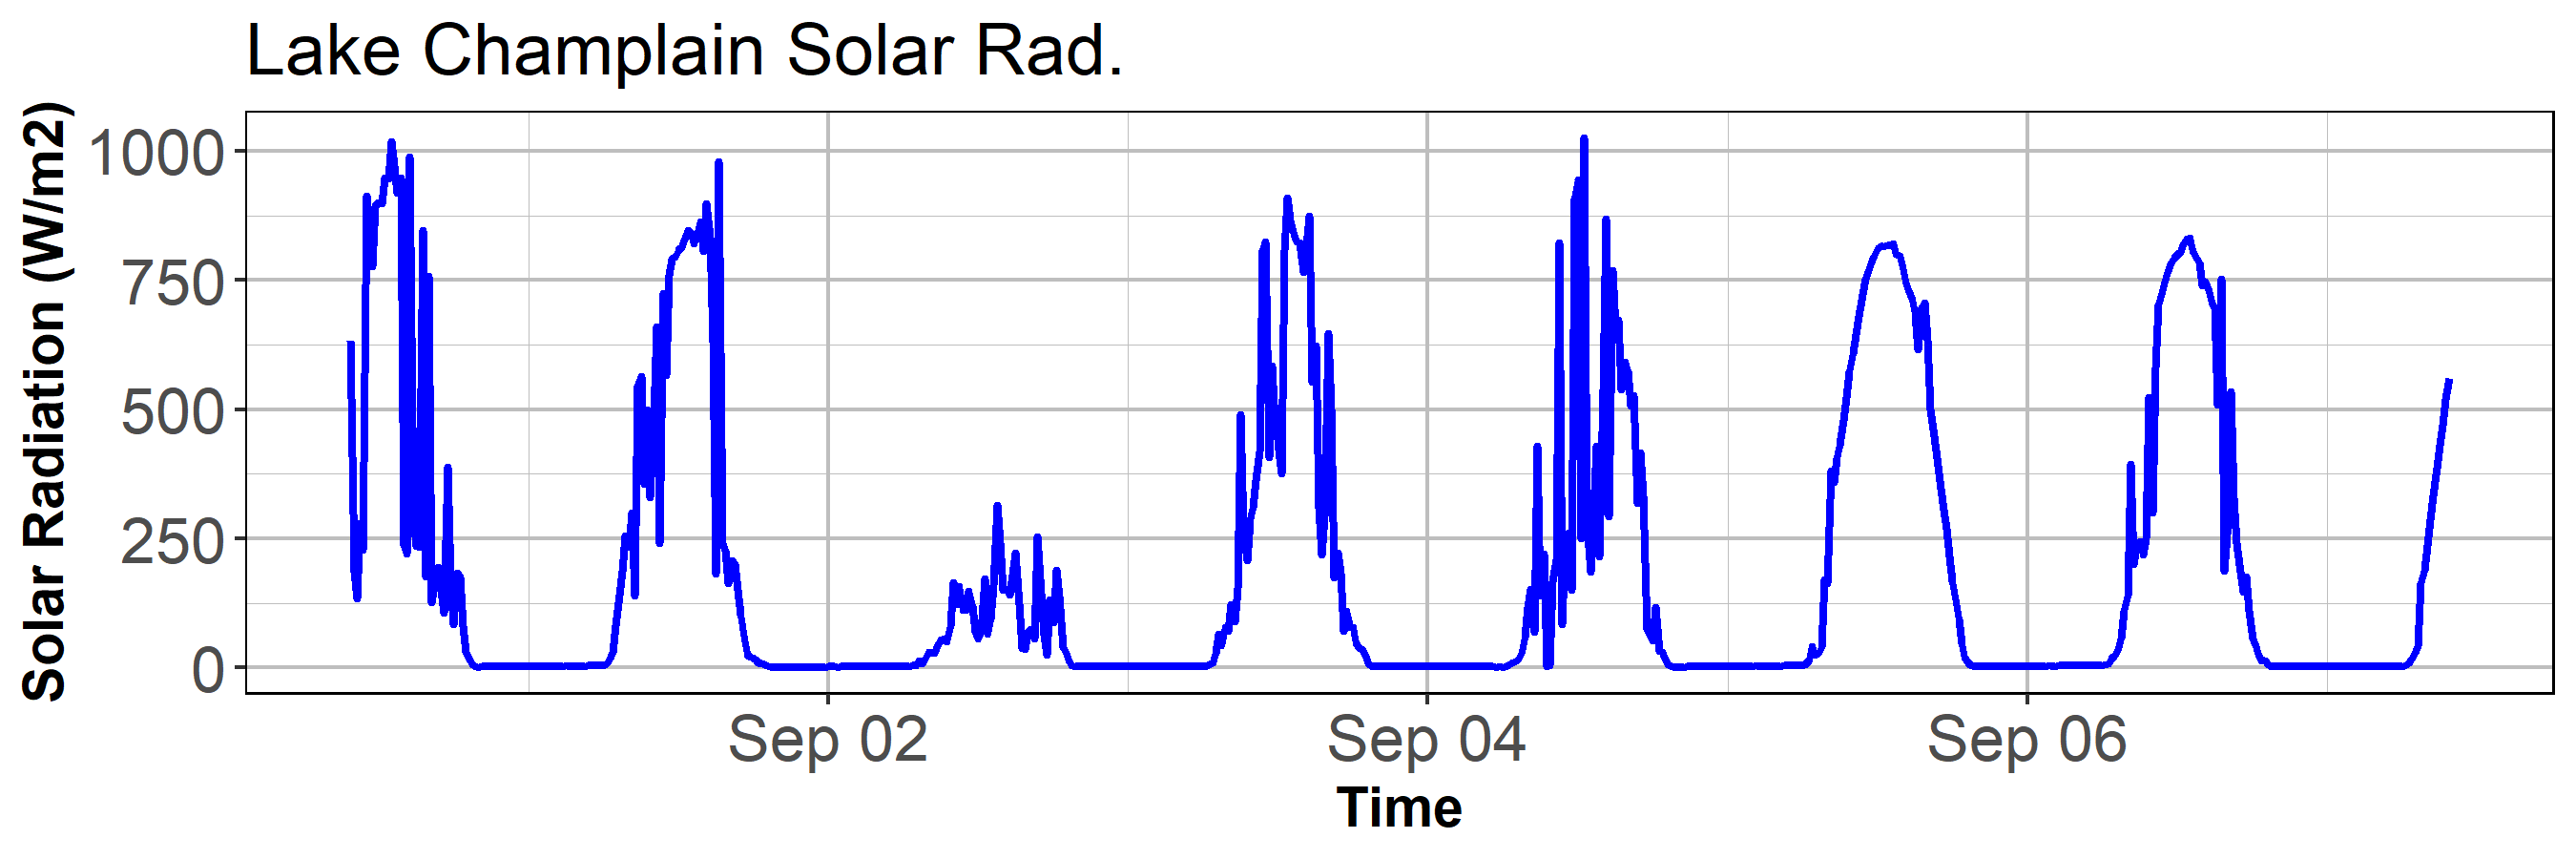 Lake Champlain Solar Rad.
Solar Radiation (W/m2)
1000
750
500
250
0
Sep 02 Sep 04 Sep 06
Time